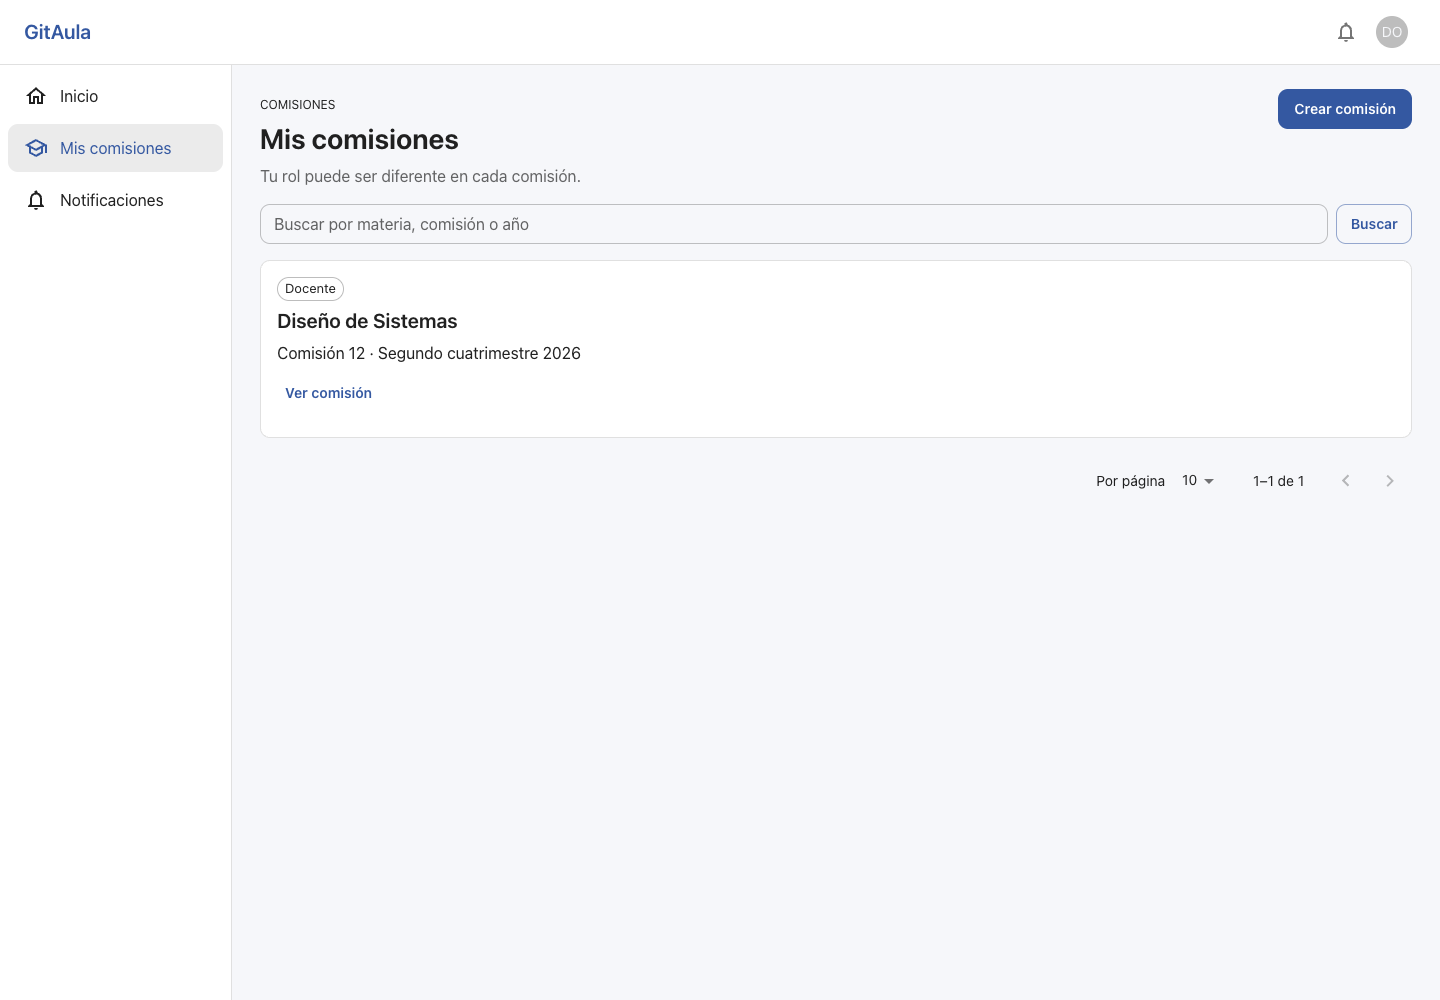 GitAula
DO
Inicio
Mis comisiones
Notificaciones
COMISIONES
Mis comisiones
Tu rol puede ser diferente en cada comisión.
Crear comisión
Buscar por materia, comisión o año
Buscar
Docente
Diseño de Sistemas
Comisión 12 · Segundo cuatrimestre 2026
Ver comisión
Por página 10 1–1 de 1